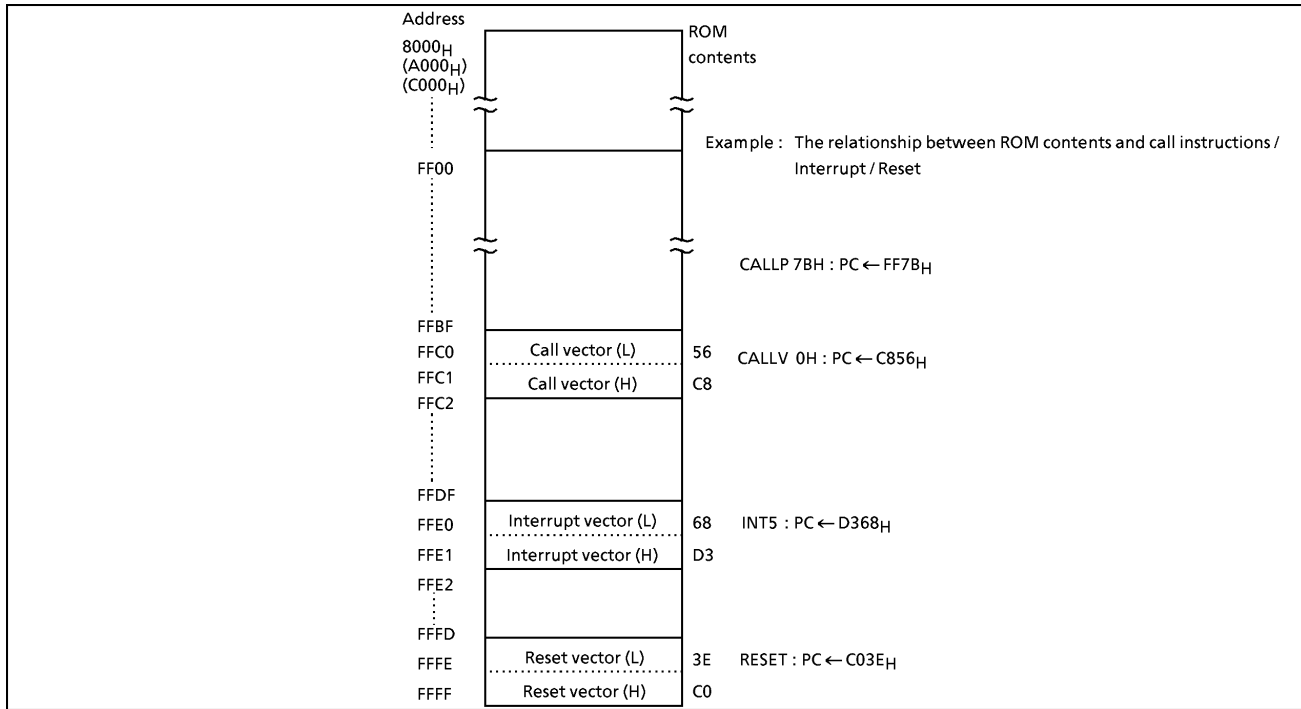 Address
ROM
contents
8000H
(A000H)
(C000H)
Example : The relationship between ROM contents and call instructions /
Interrupt / Reset
FF00
CALLP 7BH : PC ← FF7BH
FFBF
FFC0 Call vector (L) 56 CALLV 0H : PC ← C856H
FFC1 Call vector (H) C8
FFC2
FFDF
FFE0 Interrupt vector (L) 68 INT5 : PC ← D368H
FFE1 Interrupt vector (H) D3
FFE2
FFFD
FFFE Reset vector (L) 3E RESET : PC ← C03EH
FFFF Reset vector (H) C0